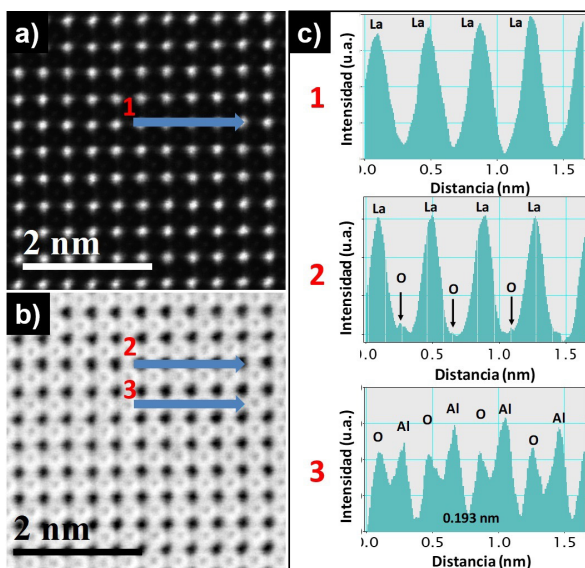 a)
1
2 nm
b)
2
3
2 nm
c)
1
Intensidad (u.a.)
La La La La
0.0 0.5 1.0 1.5
Distancia (nm)
2
Intensidad (u.a.)
La La La La
O O O
0.0 0.5 1.0 1.5
Distancia (nm)
3
Intensidad (u.a.)
O Al O Al O Al O Al
0.193 nm
0.0 0.5 1.0 1.5
Distancia (nm)